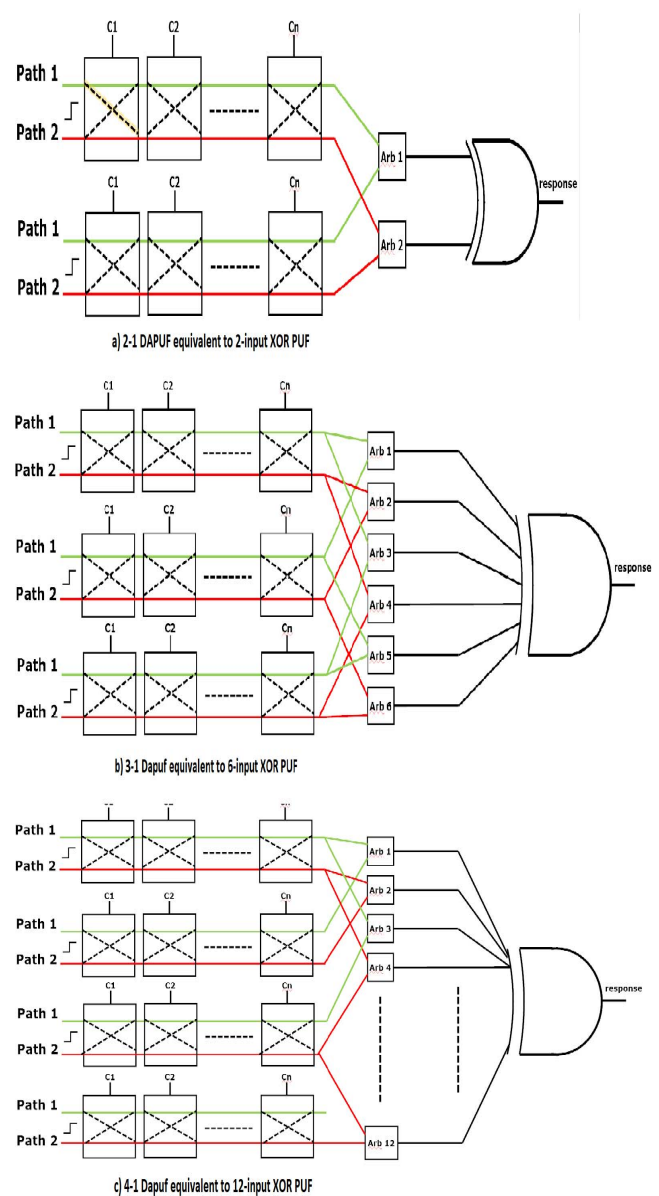 C1 C2 Cn
Path 1
Path 2
Arb 1
response
C1 C2 Cn
Path 1
Arb 2
Path 2
a) 2-1 DAPUF equivalent to 2-input XOR PUF
C1 C2 Cn
Path 1
Arb 1
Path 2
Arb 2
C1 C2 Cn
Path 1
Arb 3
response
Path 2
Arb 4
C1 C2 Cn
Path 1
Arb 5
Path 2
Arb 6
b) 3-1 Dapuf equivalent to 6-input XOR PUF
Path 1
Arb 1
Path 2
Arb 2
C1 C2 Cn
Path 1
Arb 3
Path 2
Arb 4
C1 C2 Cn
response
Path 1
Path 2
C1 C2 Cn
Path 1
Path 2
Arb 12
c) 4-1 Dapuf equivalent to 12-input XOR PUF